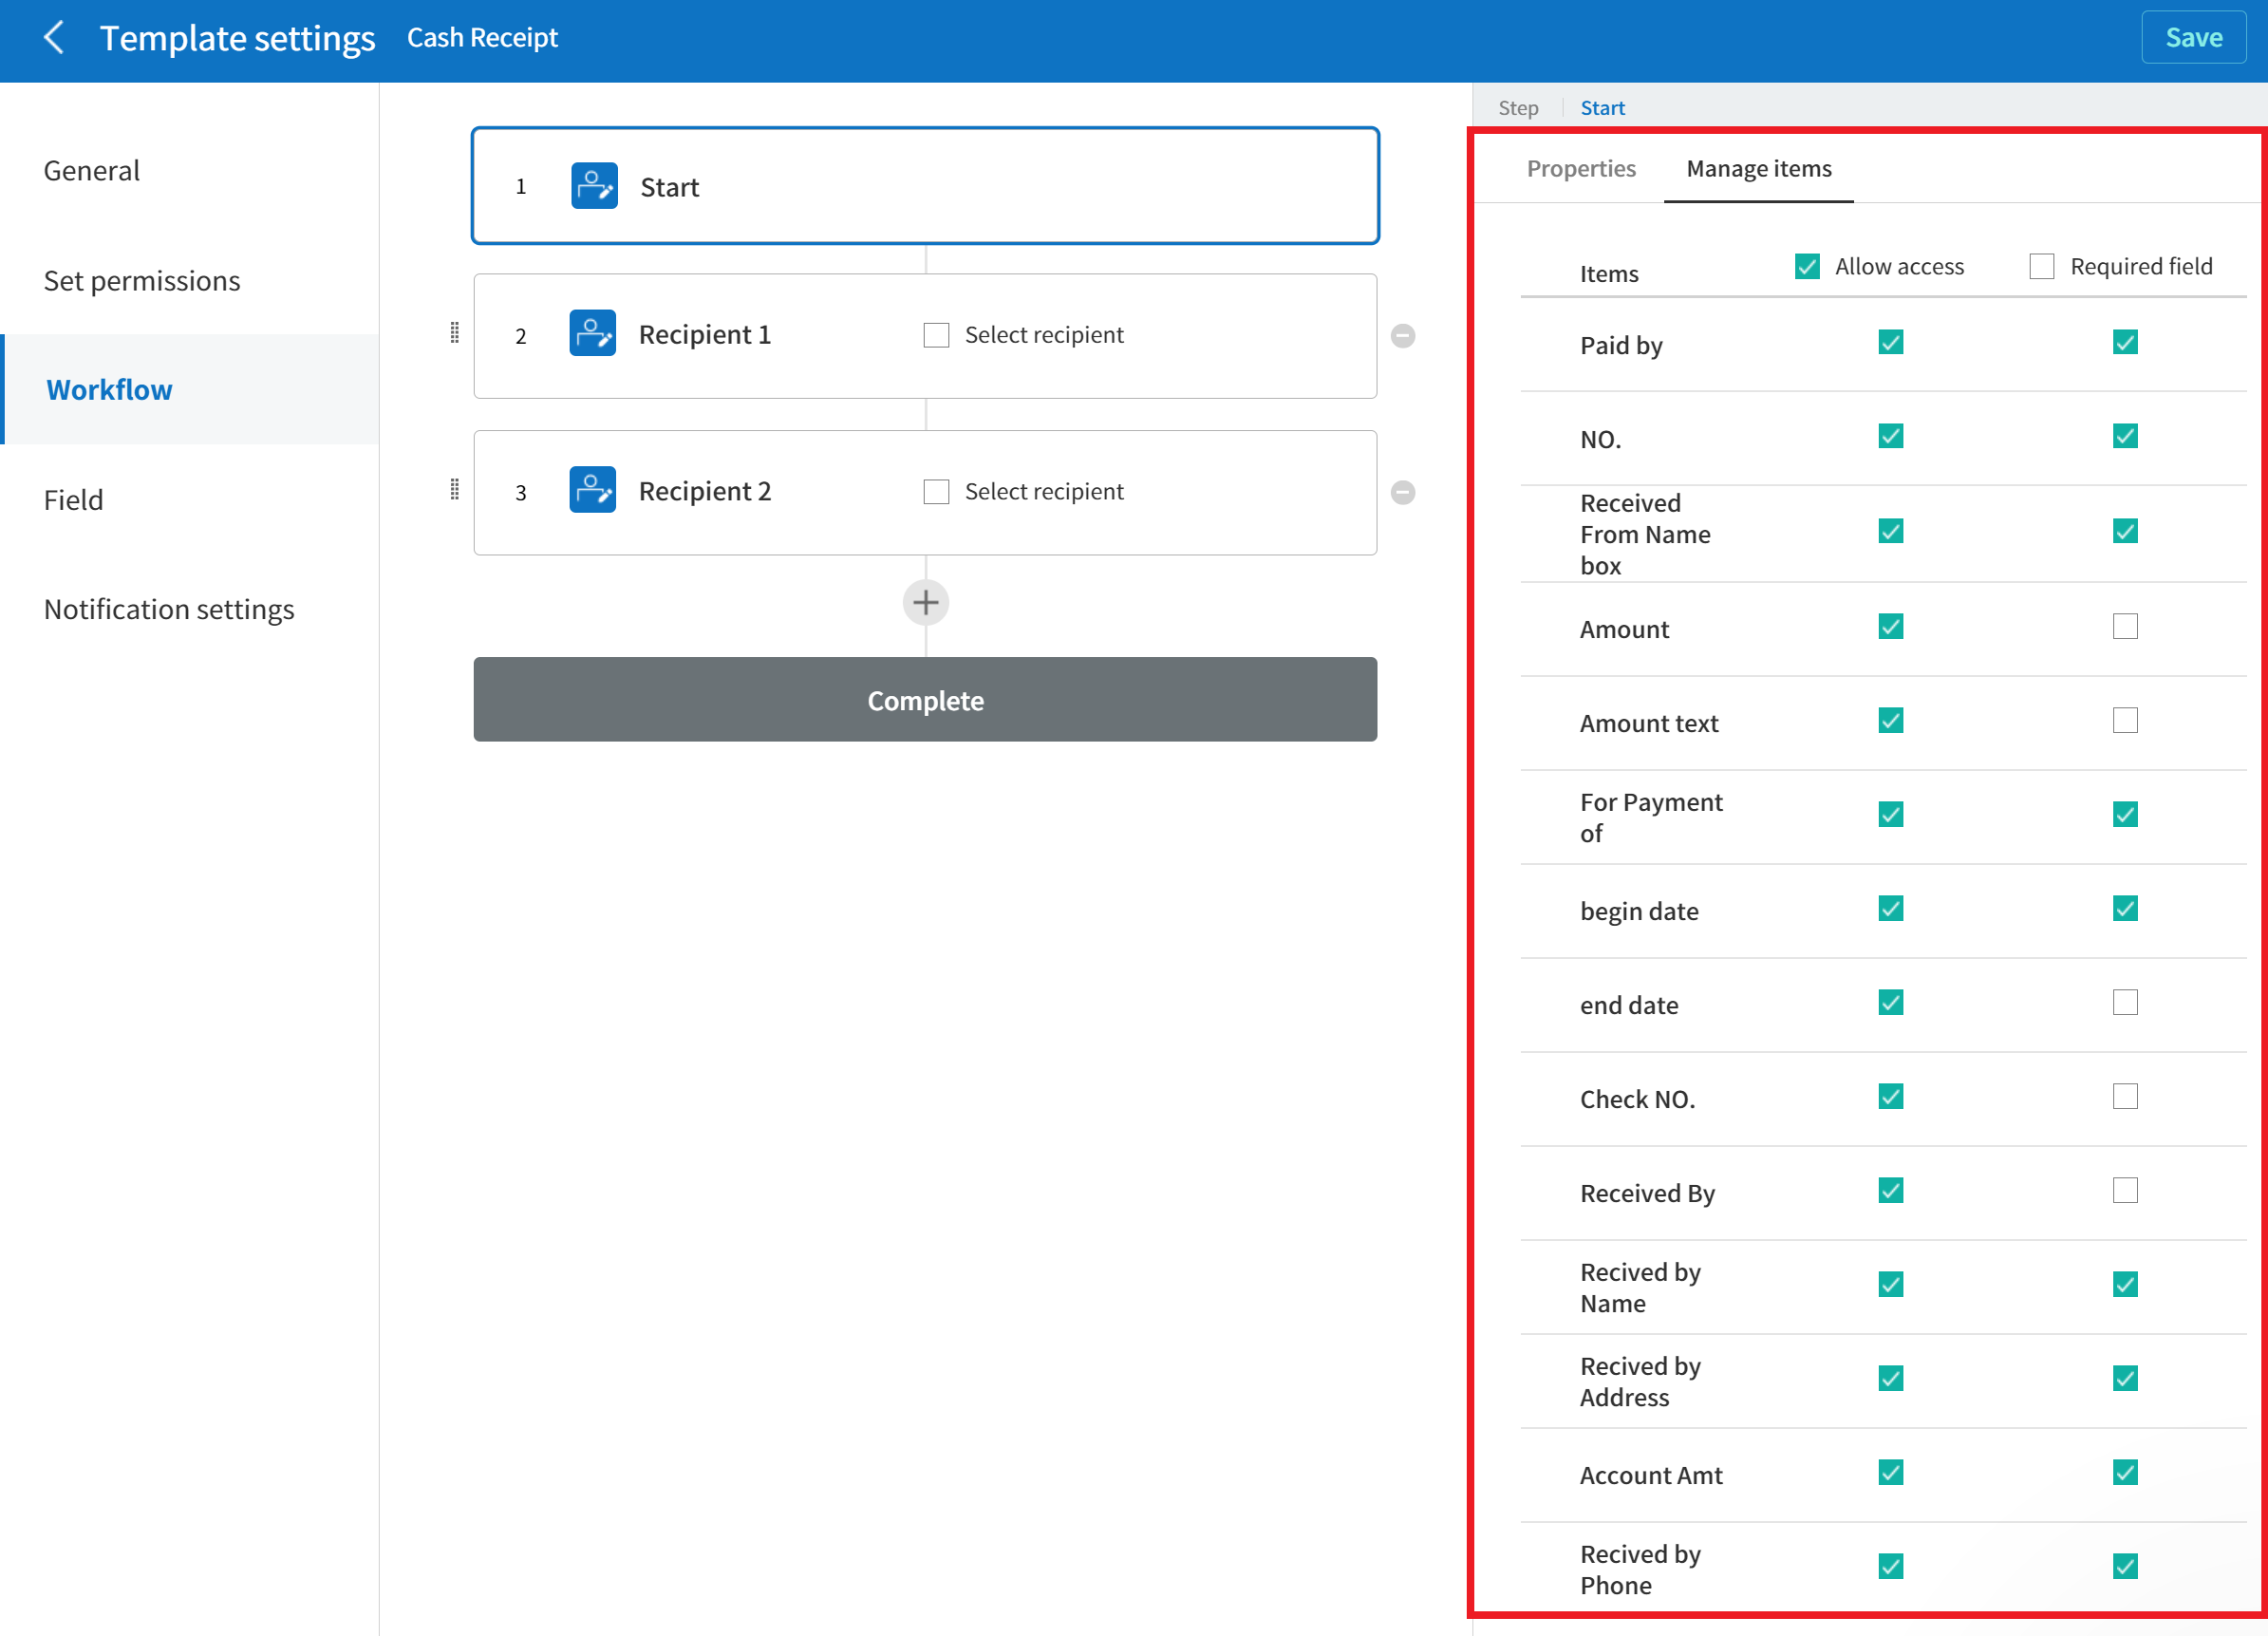 Template settings Cash Receipt Save
General
Set permissions
Workflow
Field
Notification settings
1 Start
2 Recipient 1 Select recipient
3 Recipient 2 Select recipient
Complete
Step Start
Properties Manage items
Items Allow access Required field
Paid by
NO.
Received
From Name
box
Amount
Amount text
For Payment
of
begin date
end date
Check NO.
Received By
Recived by
Name
Recived by
Address
Account Amt
Recived by
Phone